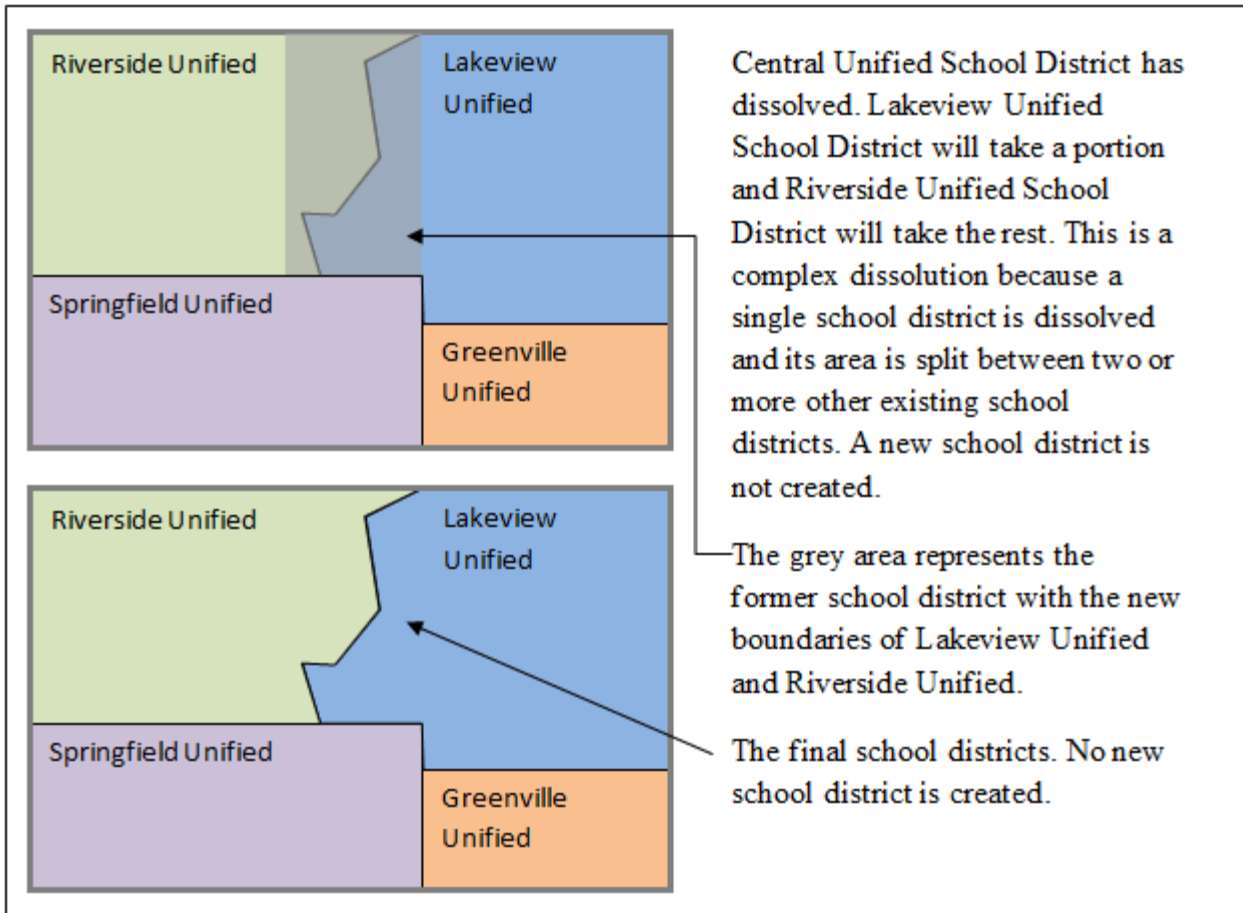 Riverside Unified
Lakeview
Unified
Springfield Unified
Greenville
Unified
Central Unified School District has
dissolved. Lakeview Unified
School District will take a portion
and Riverside Unified School
District will take the rest. This is a
complex dissolution because a
single school district is dissolved
and its area is split between two or
more other existing school
districts. A new school district is
not created.
The grey area represents the
former school district with the new
boundaries of Lakeview Unified
and Riverside Unified.
Riverside Unified
Lakeview
Unified
Springfield Unified
Greenville
Unified
The final school districts. No new
school district is created.